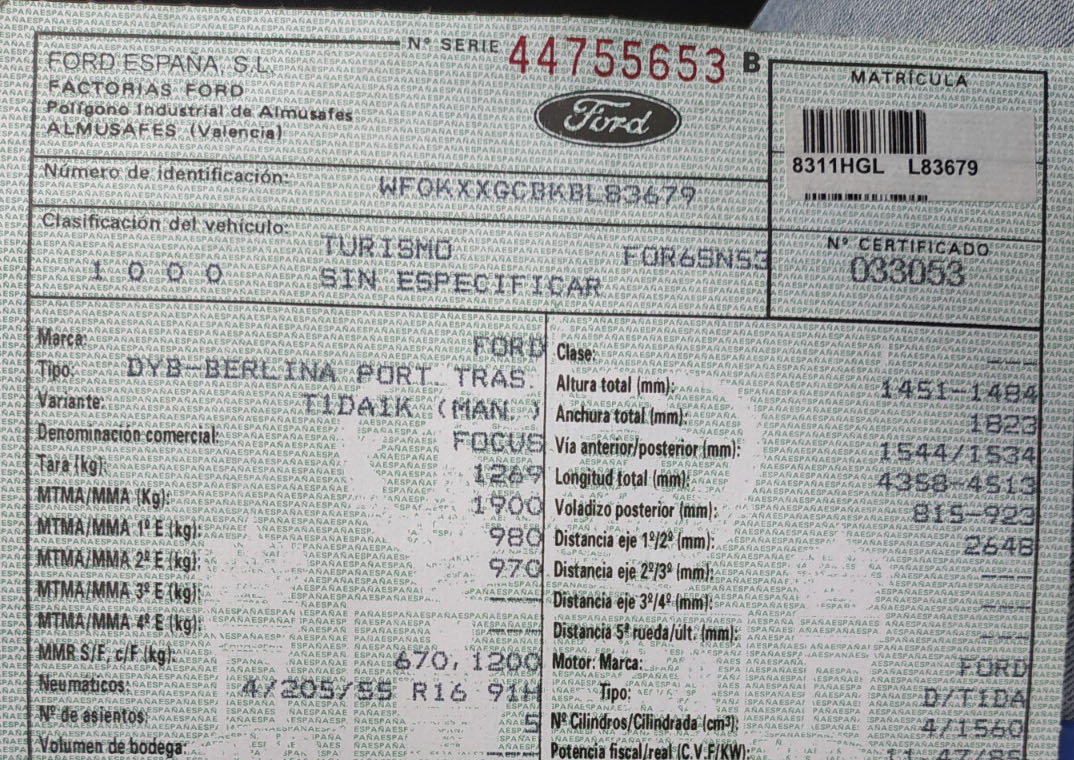 Nº SERIE 44755653 B
FORD ESPAÑA, S.L.
FACTORIAS FORD
Polígono Industrial de Almusafes
ALMUSAFES (Valencia)
Ford
MATRÍCULA
8311HGL L83679
Número de identificación: WF0KXXGCBKBL83679
Clasificación del vehículo: TURISMO FOR6SN53
1 0 0 0 SIN ESPECIFICAR
Nº CERTIFICADO
033053
Marca: FORD
Tipo: DYB-BERLINA PORT. TRAS.
Variante: T1DA1K (MAN. )
Denominación comercial: FOCUS
Tara (kg): 1269
MTMA/MMA (Kg): 1900
MTMA/MMA 1º E (kg): 980
MTMA/MMA 2º E (kg): 970
MTMA/MMA 3º E (kg): ---
MTMA/MMA 4º E (kg): ---
MMR S/F, c/F (kg): 670, 1200
Neumáticos: 4/205/55 R16 91H
Nº de asientos: 5
Volumen de bodega: ---
Clase: ---
Altura total (mm): 1451-1484
Anchura total (mm): 1823
Vía anterior/posterior (mm): 1544/1534
Longitud total (mm): 4358-4513
Voladizo posterior (mm): 815-923
Distancia eje 1º/2º (mm): 2648
Distancia eje 2º/3º (mm): ---
Distancia eje 3º/4º (mm): ---
Distancia 5ª rueda/últ. (mm): ---
Motor: Marca: FORD
Tipo: D/T1DA
Nº Cilindros/Cilindrada (cm³): 4/1560
Potencia fiscal/real (C.V.F/KW):